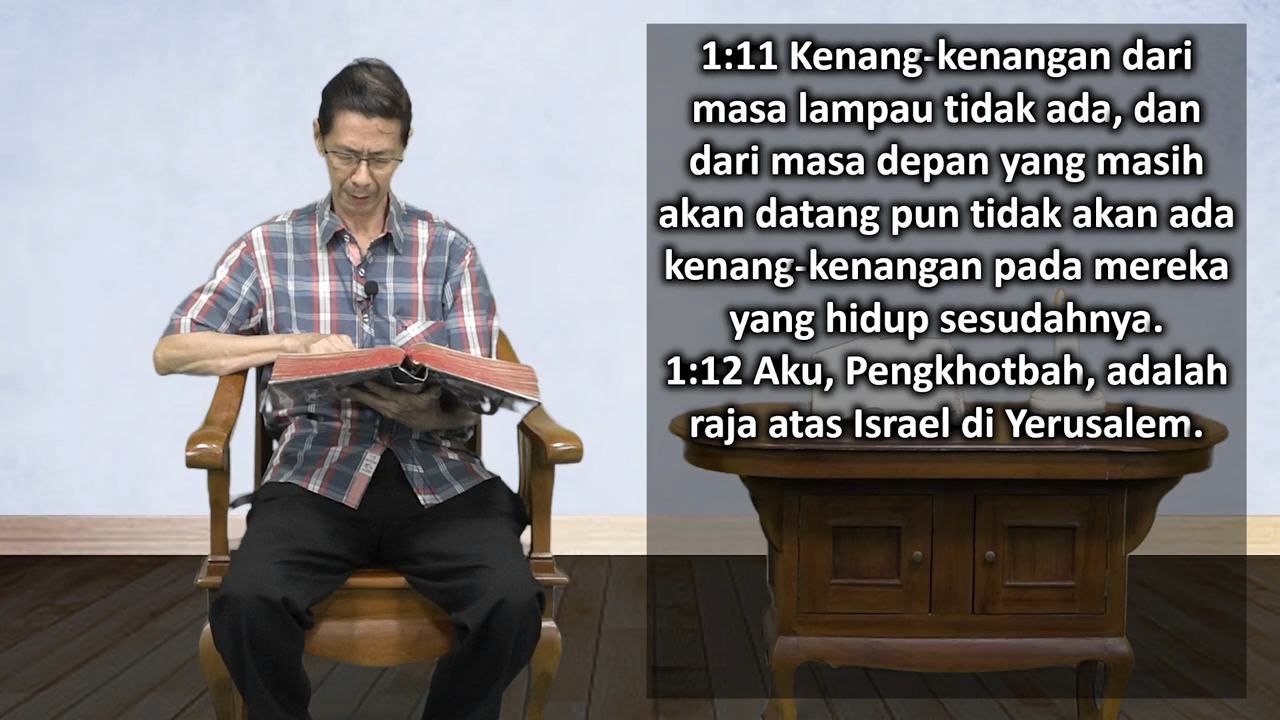 1:11 Kenang-kenangan dari
masa lampau tidak ada, dan
dari masa depan yang masih
akan datang pun tidak akan ada
kenang-kenangan pada mereka
yang hidup sesudahnya.
1:12 Aku, Pengkhotbah, adalah
raja atas Israel di Yerusalem.